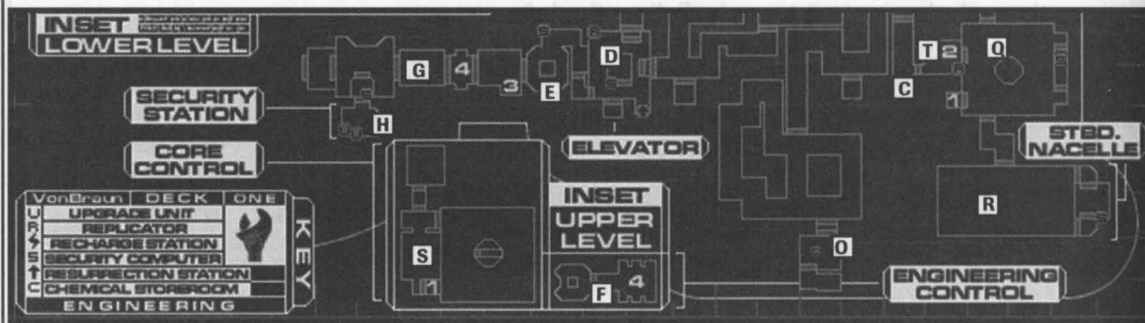 INSET
LOWER LEVEL
SECURITY
STATION
CORE
CONTROL
G
4
3
E
D
H
ELEVATOR
T
2
Q
C
1
STBD.
NACELLE
R
O
ENGINEERING
CONTROL
INSET
UPPER
LEVEL
F
4
S
1
VonBraun DECK ONE
U UPGRADE UNIT
R REPLICATOR
RECHARGE STATION
S SECURITY COMPUTER
RESURRECTION STATION
C CHEMICAL STOREROOM
ENGINEERING
KEY